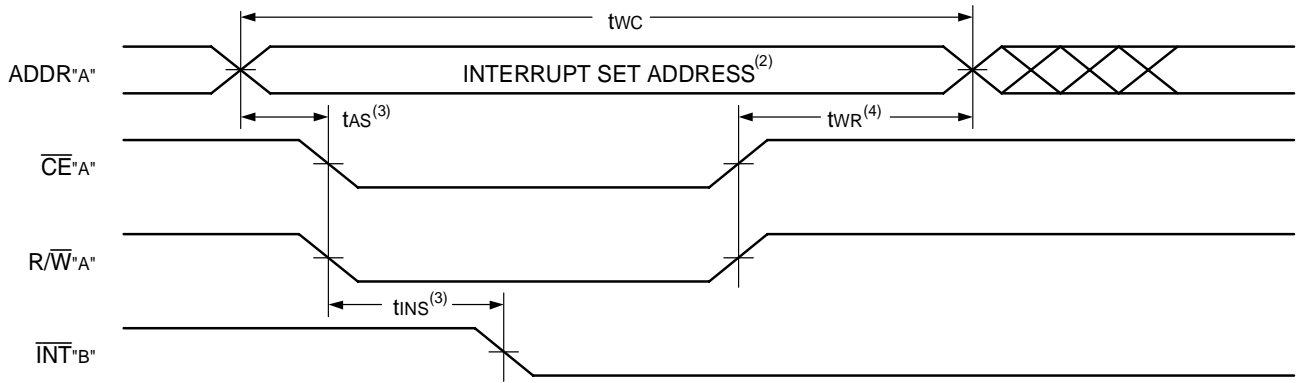 tWC
ADDR"A"
INTERRUPT SET ADDRESS(2)
tAS(3)
tWR(4)
CE"A"
R/W"A"
tINS(3)
INT"B"